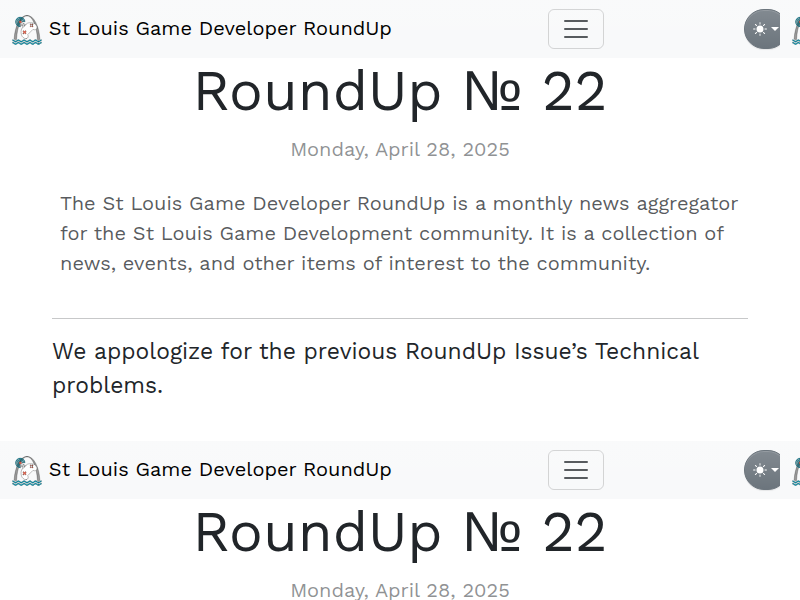 St Louis Game Developer RoundUp
RoundUp № 22
Monday, April 28, 2025
The St Louis Game Developer RoundUp is a monthly news aggregator
for the St Louis Game Development community. It is a collection of
news, events, and other items of interest to the community.
We appologize for the previous RoundUp Issue’s Technical
problems.
St Louis Game Developer RoundUp
RoundUp № 22
Monday, April 28, 2025